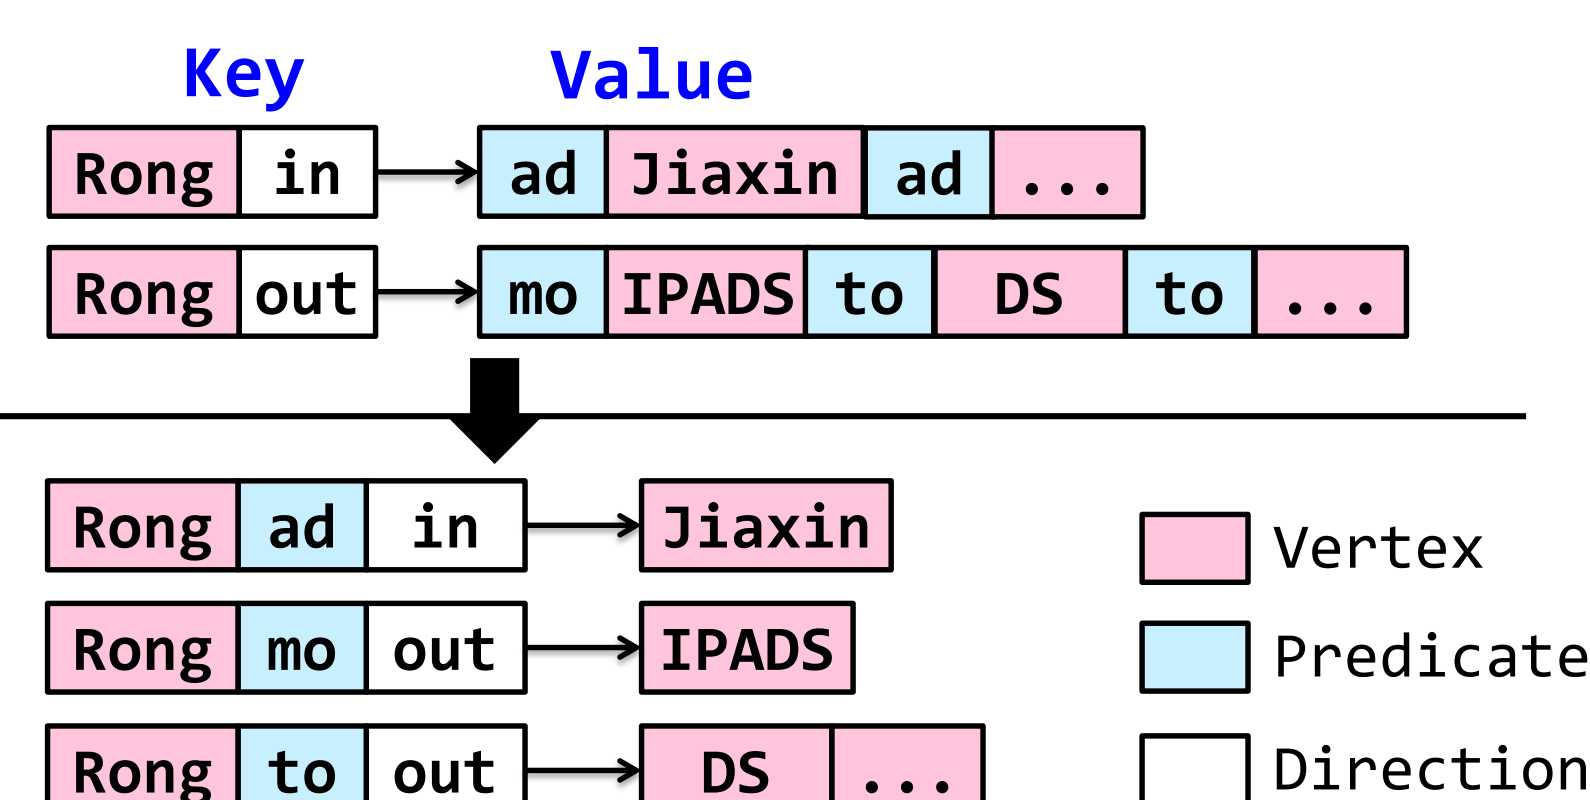 Key Value
Rong in ad Jiaxin ad ...
Rong out mo IPADS to DS to ...
Rong ad in Jiaxin
Rong mo out IPADS
Rong to out DS ...
Vertex
Predicate
Direction